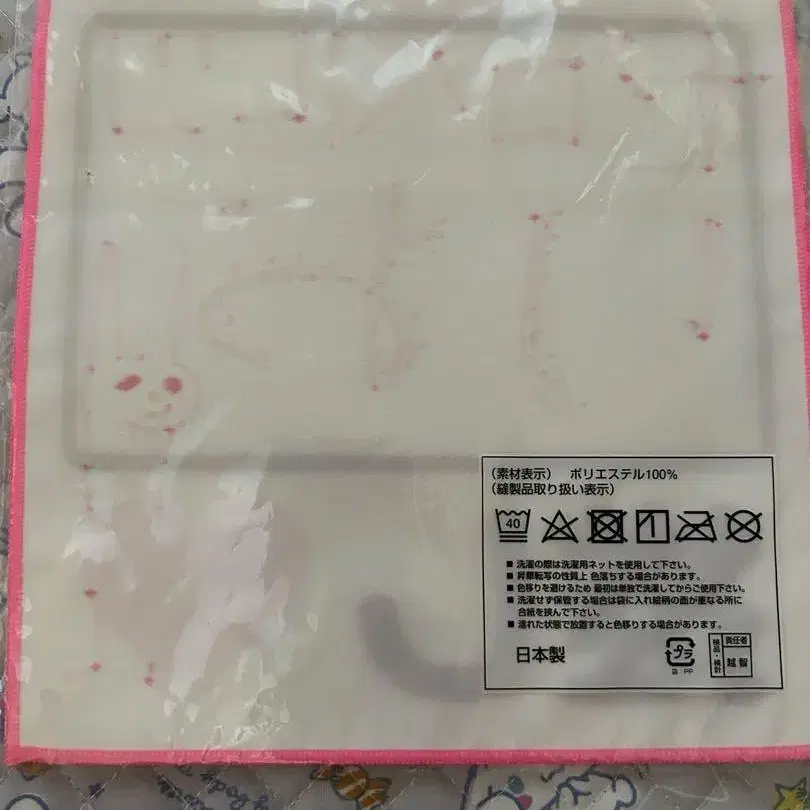 (素材表示) ポリエステル100%
(縫製品取り扱い表示)
40
■ 洗濯の際は洗濯用ネットを使用して下さい。
■ 昇華転写の性質上 色落ちする場合があります。
■ 色移りを避けるため 最初は単独で洗濯してからご使用下さい。
■ 洗濯せず保管する場合は袋に入れ絵柄の面が重なる所に
合紙を挟んで下さい。
■ 濡れた状態で放置すると色移りする場合があります。
日本製
プラ
袋 PP
検品・検針
責任者
越智